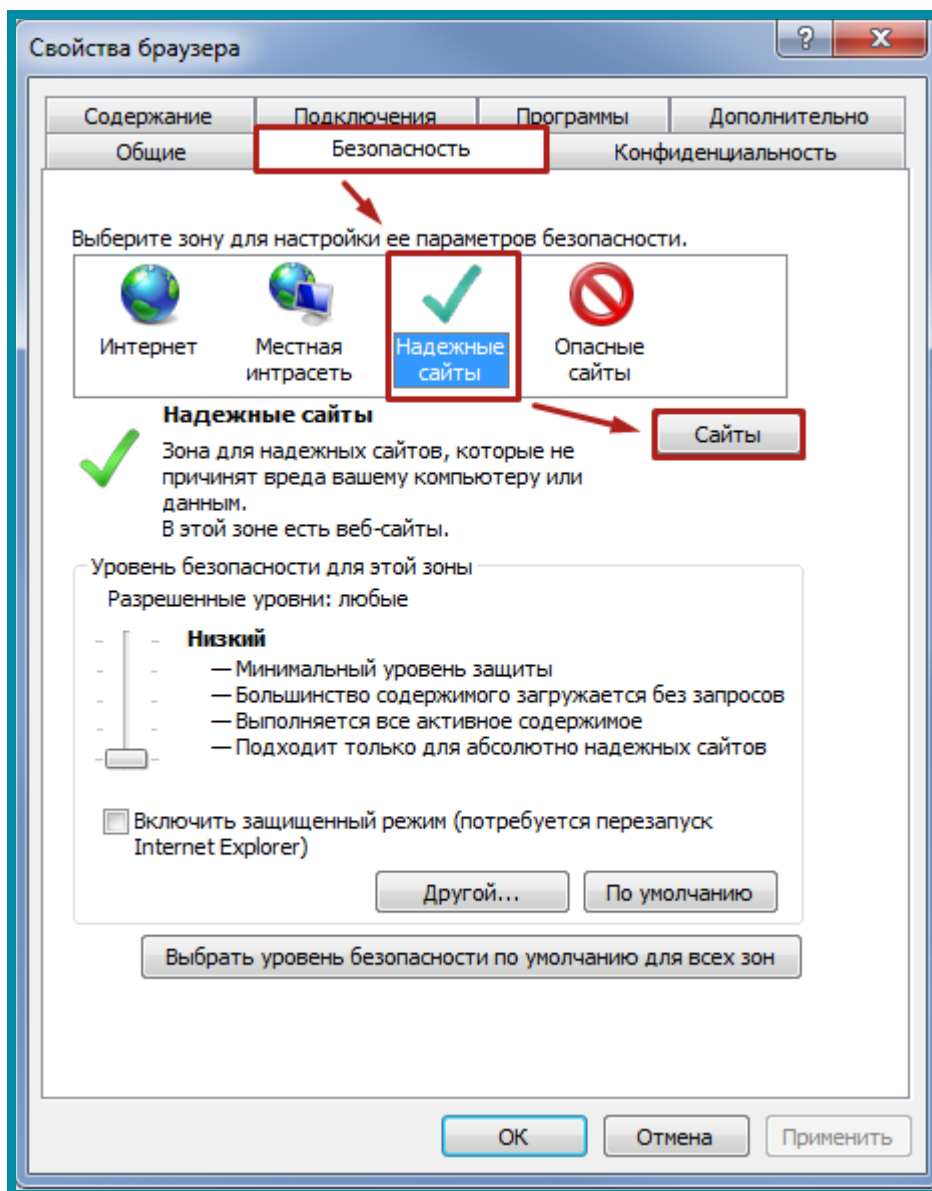 Свойства браузера
Содержание Подключения Программы Дополнительно
Общие Безопасность Конфиденциальность
Выберите зону для настройки ее параметров безопасности.
Интернет
Местная
интрасеть
Надежные
сайты
Опасные
сайты
Надежные сайты
Сайты
Зона для надежных сайтов, которые не
причинят вреда вашему компьютеру или
данным.
В этой зоне есть веб-сайты.
Уровень безопасности для этой зоны
Разрешенные уровни: любые
Низкий
— Минимальный уровень защиты
— Большинство содержимого загружается без запросов
— Выполняется все активное содержимое
— Подходит только для абсолютно надежных сайтов
Включить защищенный режим (потребуется перезапуск
Internet Explorer)
Другой... По умолчанию
Выбрать уровень безопасности по умолчанию для всех зон
ОК Отмена Применить